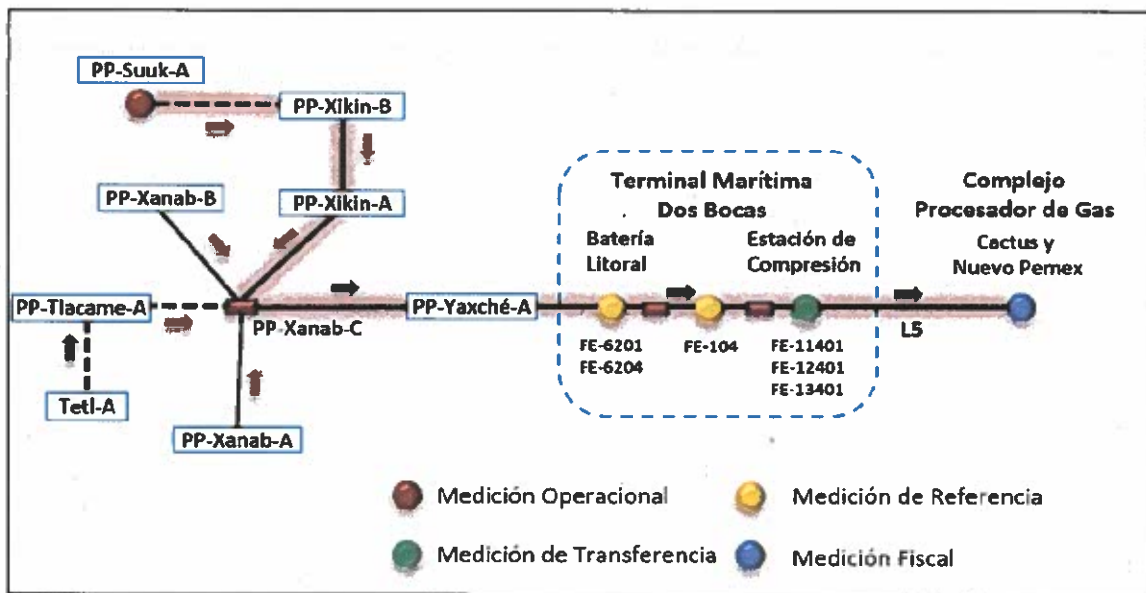 PP-Suuk-A
PP-Xikin-B
PP-Xanab-B
PP-Xikin-A
PP-Tlacame-A
PP-Xanab-C
PP-Yaxché-A
Tetl-A
PP-Xanab-A
Terminal Marítima
Dos Bocas
Batería
Litoral
Estación de
Compresión
FE-6201
FE-6204
FE-104
FE-11401
FE-12401
FE-13401
Complejo
Procesador de Gas
Cactus y
Nuevo Pemex
L5
Medición Operacional
Medición de Referencia
Medición de Transferencia
Medición Fiscal